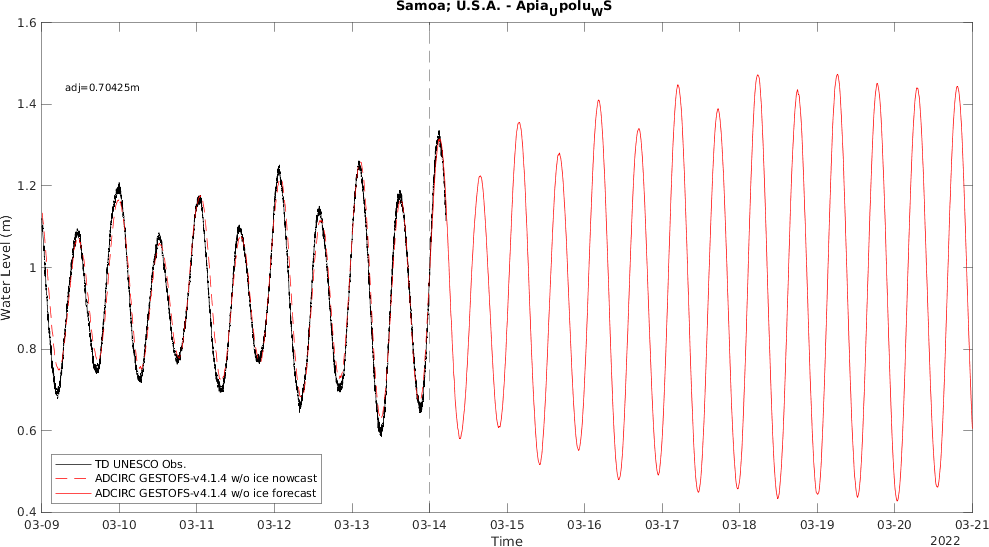 Samoa; U.S.A. - ApiaUpoluWS
adj=0.70425m
Water Level (m)
1.6
1.4
1.2
1
0.8
0.6
0.4
TD UNESCO Obs.
ADCIRC GESTOFS-v4.1.4 w/o ice nowcast
ADCIRC GESTOFS-v4.1.4 w/o ice forecast
03-09 03-10 03-11 03-12 03-13 03-14 03-15 03-16 03-17 03-18 03-19 03-20 03-21
Time
2022